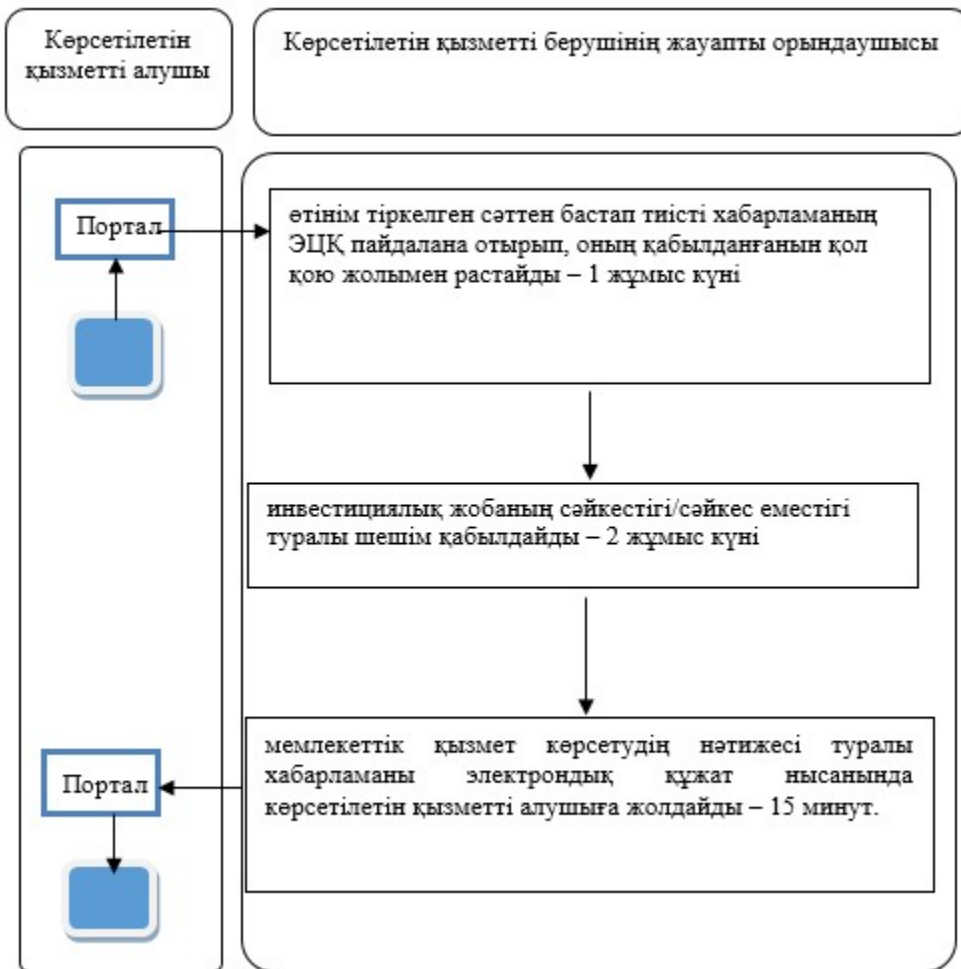 Көрсетілетін
қызметті алушы
Көрсетілетін қызметті берушінің жауапты орындаушысы
Портал
өтінім тіркелген сәттен бастап тиісті хабарламаның
ЭЦҚ пайдалана отырып, оның қабылданғанын қол
қою жолымен растайды – 1 жұмыс күні
инвестициялық жобаның сәйкестігі/сәйкес еместігі
туралы шешім қабылдайды – 2 жұмыс күні
мемлекеттік қызмет көрсетудің нәтижесі туралы
хабарламаны электрондық құжат нысанында
көрсетілетін қызметті алушыға жолдайды – 15 минут.
Портал